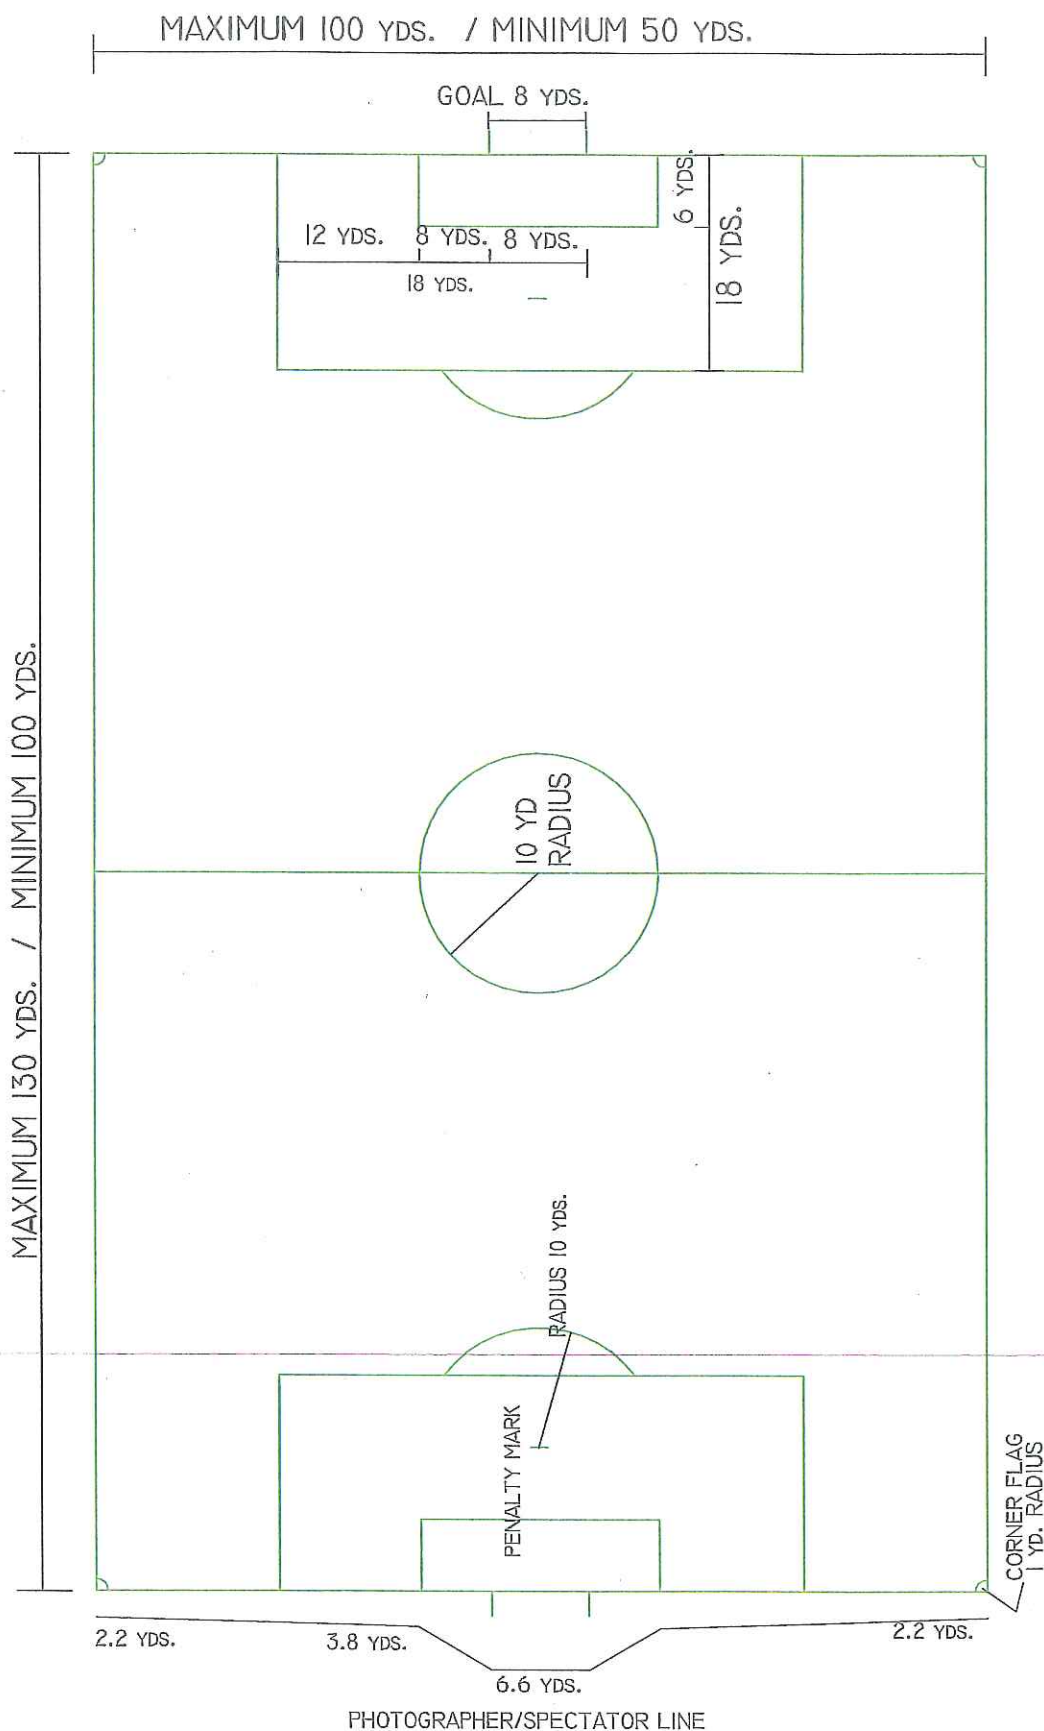 MAXIMUM 100 YDS. / MINIMUM 50 YDS.
GOAL 8 YDS.
6 YDS.
18 YDS.
12 YDS. 8 YDS. 8 YDS.
18 YDS.
MAXIMUM 130 YDS. / MINIMUM 100 YDS.
10 YD
RADIUS
RADIUS 10 YDS.
PENALTY MARK
CORNER FLAG
1 YD. RADIUS
2.2 YDS.
3.8 YDS.
2.2 YDS.
6.6 YDS.
PHOTOGRAPHER/SPECTATOR LINE